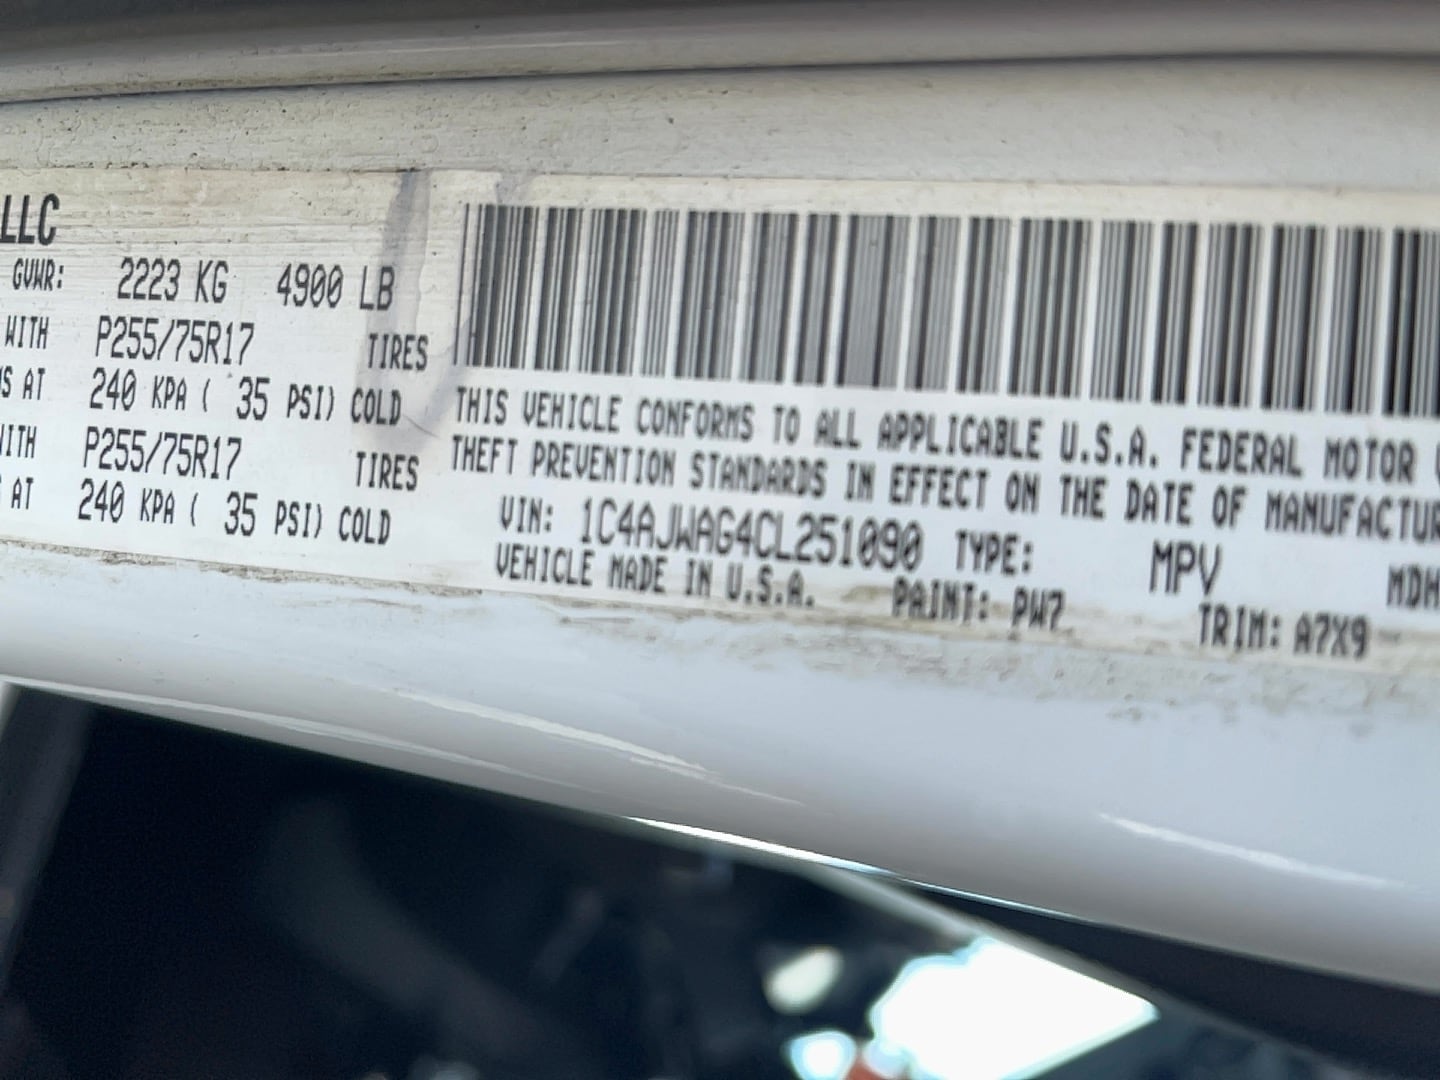 LLC
GVWR: 2223 KG 4900 LB
WITH P255/75R17 TIRES
AT 240 KPA ( 35 PSI) COLD
WITH P255/75R17 TIRES
AT 240 KPA ( 35 PSI) COLD
THIS VEHICLE CONFORMS TO ALL APPLICABLE U.S.A. FEDERAL MOTOR
THEFT PREVENTION STANDARDS IN EFFECT ON THE DATE OF MANUFACTUR
VIN: 1C4AJWAG4CL251090 TYPE: MPV MDH
VEHICLE MADE IN U.S.A. PAINT: PW7 TRIM: A7X9